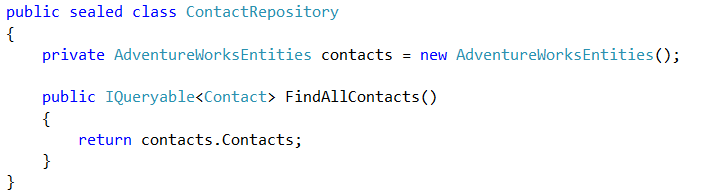 public sealed class ContactRepository
{
    private AdventureWorksEntities contacts = new AdventureWorksEntities();

    public IQueryable<Contact> FindAllContacts()
    {
        return contacts.Contacts;
    }
}